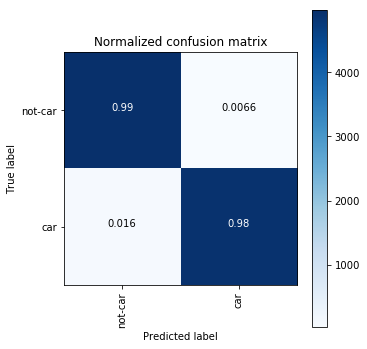 Normalized confusion matrix
not-car
0.99
0.0066
car
0.016
0.98
True label
not-car
car
Predicted label
4000
3000
2000
1000